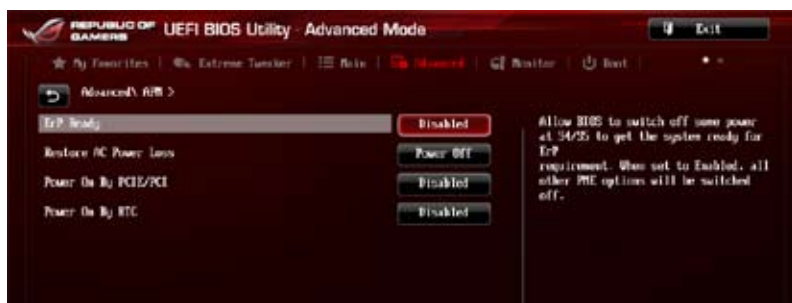 REPUBLIC OF GAMERS
UEFI BIOS Utility - Advanced Mode
Exit
My Favorites | Extreme Tweaker | Main | Advanced | Monitor | Boot
Advanced\ APM >
ErP Ready
Disabled
Restore AC Power Loss
Power Off
Power On By PCIE/PCI
Disabled
Power On By RTC
Disabled
Allow BIOS to switch off some power
at S4/S5 to get the system ready for
ErP
requirement. When set to Enabled, all
other PME options will be switched
off.